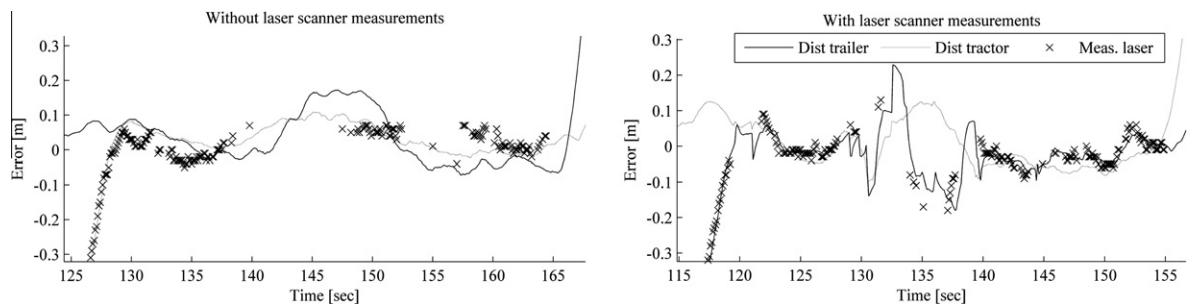 Without laser scanner measurements
0.3
0.2
0.1
0
-0.1
-0.2
-0.3
Error [m]
125 130 135 140 145 150 155 160 165
Time [sec]
With laser scanner measurements
Dist trailer Dist tractor Meas. laser
0.3
0.2
0.1
0
-0.1
-0.2
-0.3
Error [m]
115 120 125 130 135 140 145 150 155
Time [sec]